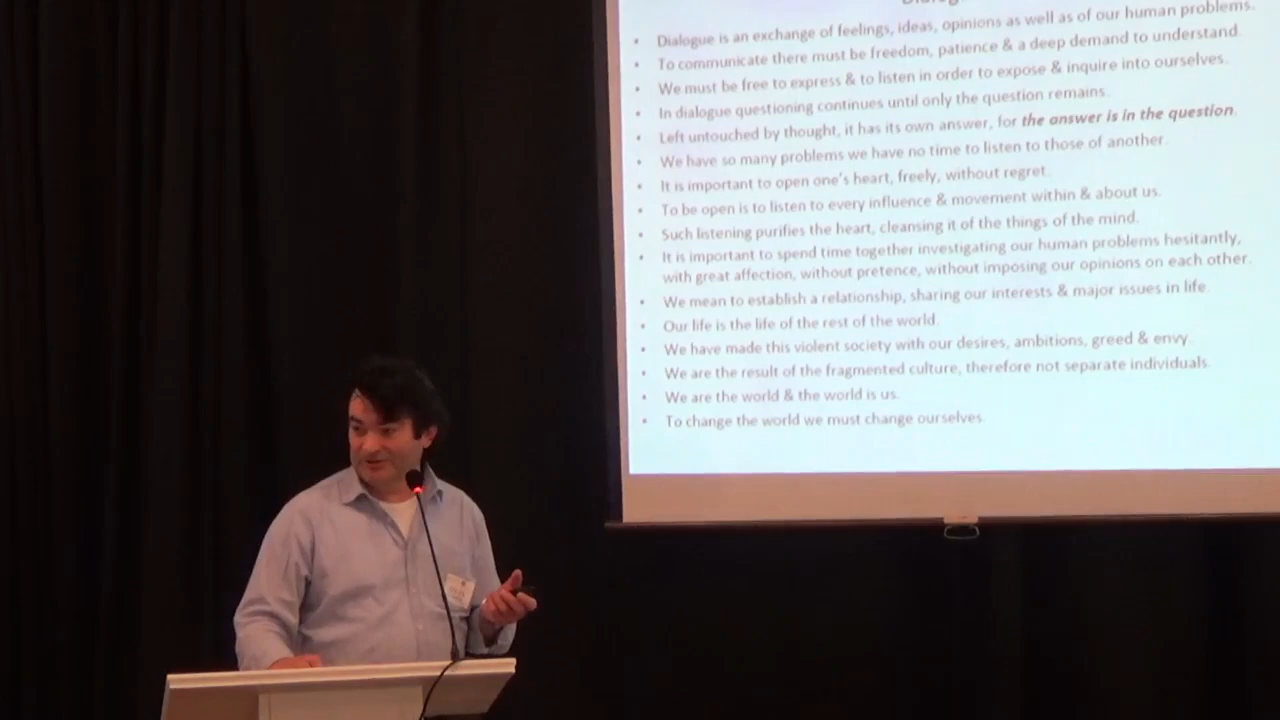 Dialog
• Dialogue is an exchange of feelings, ideas, opinions as well as of our human problems.
• To communicate there must be freedom, patience & a deep demand to understand.
• We must be free to express & to listen in order to expose & inquire into ourselves.
• In dialogue questioning continues until only the question remains.
• Left untouched by thought, it has its own answer, for the answer is in the question.
• We have so many problems we have no time to listen to those of another.
• It is important to open one's heart, freely, without regret.
• To be open is to listen to every influence & movement within & about us.
• Such listening purifies the heart, cleansing it of the things of the mind.
• It is important to spend time together investigating our human problems hesitantly,
with great affection, without pretence, without imposing our opinions on each other.
• We mean to establish a relationship, sharing our interests & major issues in life.
• Our life is the life of the rest of the world.
• We have made this violent society with our desires, ambitions, greed & envy.
• We are the result of the fragmented culture, therefore not separate individuals.
• We are the world & the world is us.
• To change the world we must change ourselves.